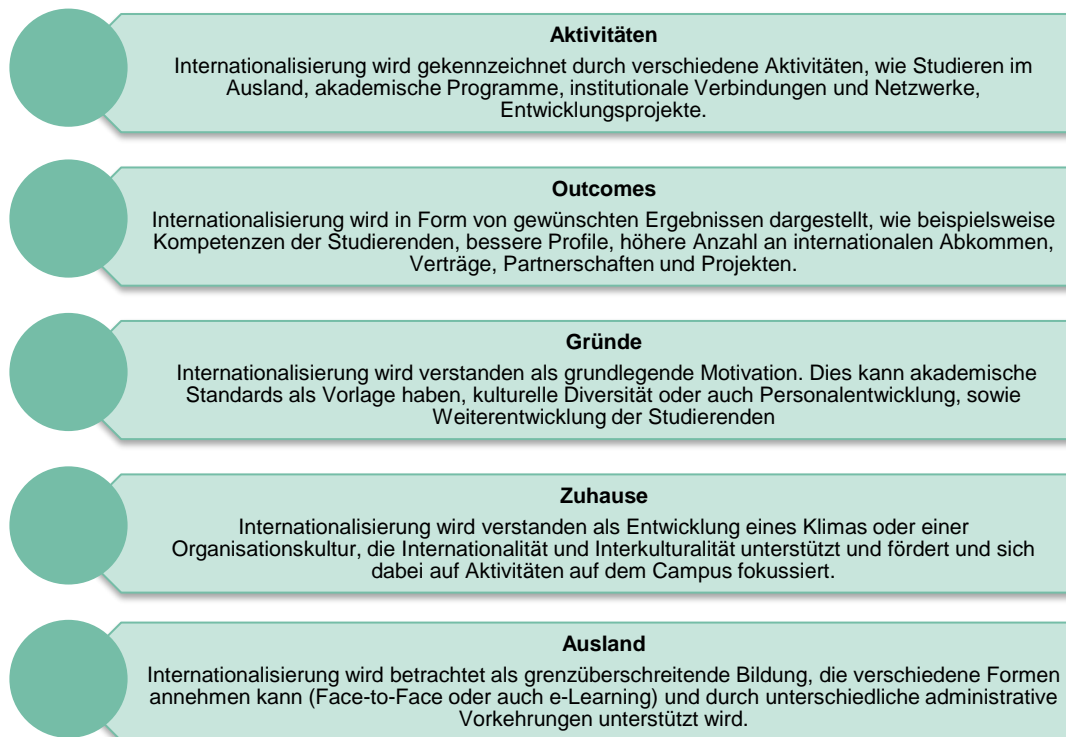 Aktivitäten
Internationalisierung wird gekennzeichnet durch verschiedene Aktivitäten, wie Studieren im
Ausland, akademische Programme, institutionale Verbindungen und Netzwerke,
Entwicklungsprojekte.
Outcomes
Internationalisierung wird in Form von gewünschten Ergebnissen dargestellt, wie beispielsweise
Kompetenzen der Studierenden, bessere Profile, höhere Anzahl an internationalen Abkommen,
Verträge, Partnerschaften und Projekten.
Gründe
Internationalisierung wird verstanden als grundlegende Motivation. Dies kann akademische
Standards als Vorlage haben, kulturelle Diversität oder auch Personalentwicklung, sowie
Weiterentwicklung der Studierenden
Zuhause
Internationalisierung wird verstanden als Entwicklung eines Klimas oder einer
Organisationskultur, die Internationalität und Interkulturalität unterstützt und fördert und sich
dabei auf Aktivitäten auf dem Campus fokussiert.
Ausland
Internationalisierung wird betrachtet als grenzüberschreitende Bildung, die verschiedene Formen
annehmen kann (Face-to-Face oder auch e-Learning) und durch unterschiedliche administrative
Vorkehrungen unterstützt wird.